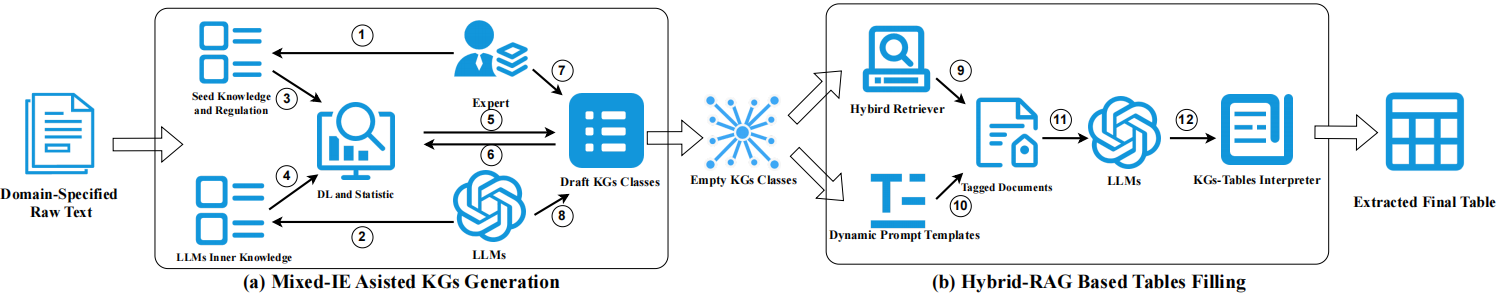 Domain-Specified
Raw Text
1
Seed Knowledge
and Regulation
3
DL and Statistic
4
LLMs Inner Knowledge
2
Expert
5
6
LLMs
7
8
Draft KGs Classes
(a) Mixed-IE Asisted KGs Generation
Empty KGs Classes
Hybird Retriever
9
Dynamic Prompt Templates
10
Tagged Documents
11
LLMs
12
KGs-Tables Interpreter
(b) Hybrid-RAG Based Tables Filling
Extracted Final Table